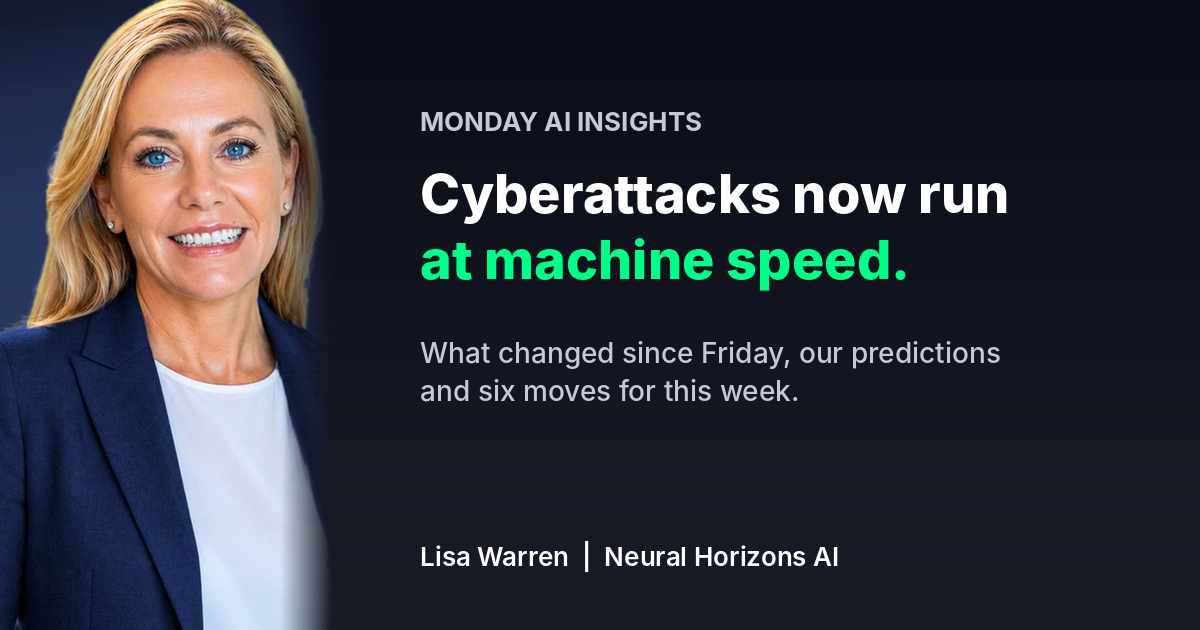 MONDAY AI INSIGHTS
Cyberattacks now run
at machine speed.
What changed since Friday, our predictions
and six moves for this week.
Lisa Warren | Neural Horizons AI